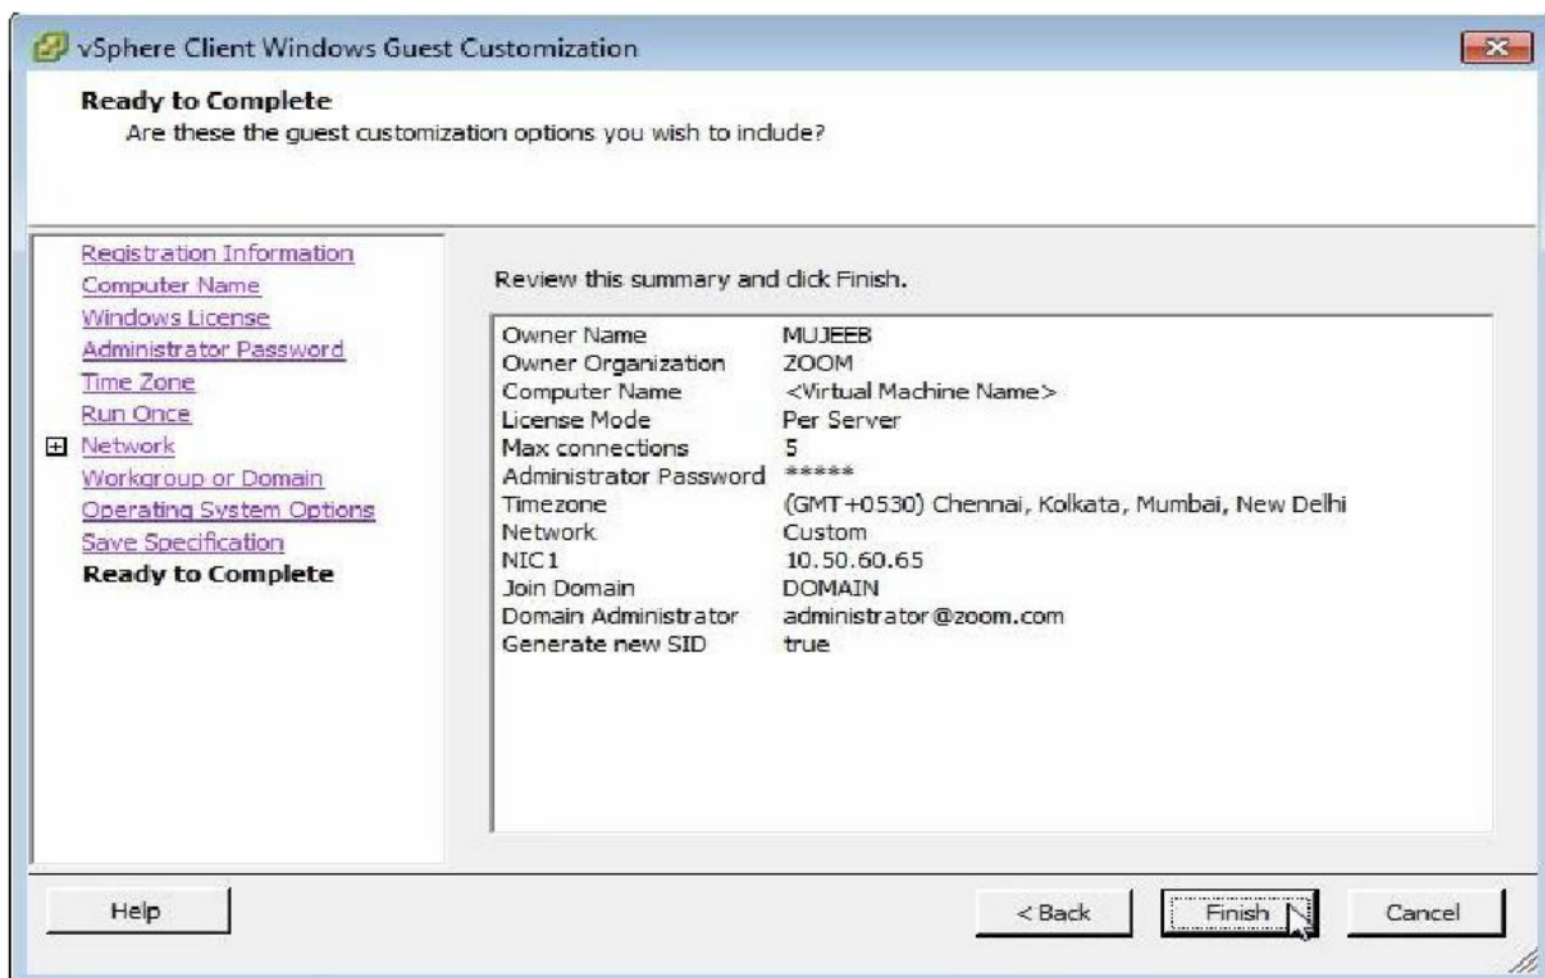 vSphere Client Windows Guest Customization
Ready to Complete
Are these the guest customization options you wish to include?
Registration Information
Computer Name
Windows License
Administrator Password
Time Zone
Run Once
Network
Workgroup or Domain
Operating System Options
Save Specification
Ready to Complete
Review this summary and click Finish.
Owner Name MUJEEB
Owner Organization ZOOM
Computer Name <Virtual Machine Name>
License Mode Per Server
Max connections 5
Administrator Password *****
Timezone (GMT+0530) Chennai, Kolkata, Mumbai, New Delhi
Network Custom
NIC1 10.50.60.65
Join Domain DOMAIN
Domain Administrator administrator@zoom.com
Generate new SID true
Help < Back Finish Cancel